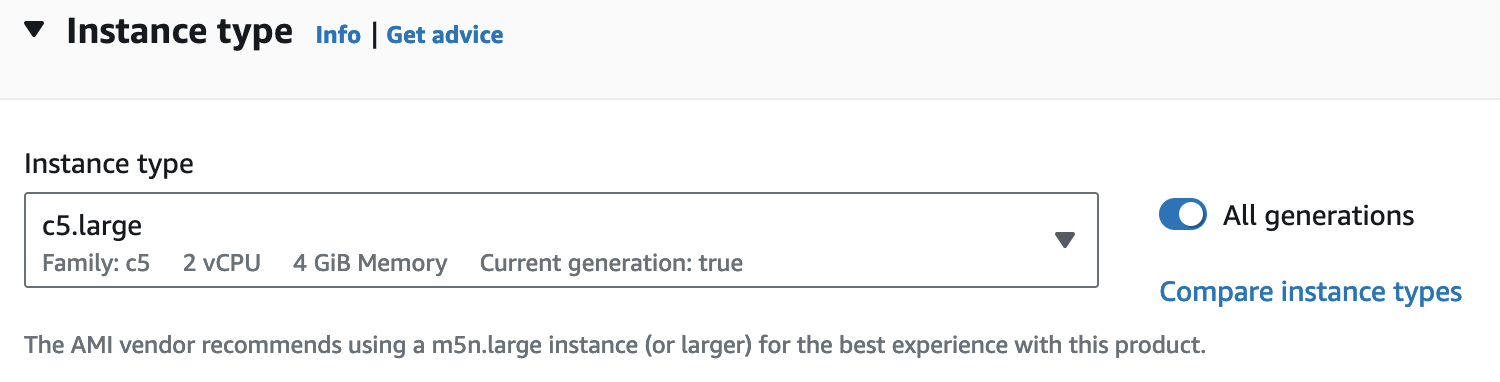 Instance type Info | Get advice
Instance type
c5.large
Family: c5 2 vCPU 4 GiB Memory Current generation: true
All generations
Compare instance types
The AMI vendor recommends using a m5n.large instance (or larger) for the best experience with this product.